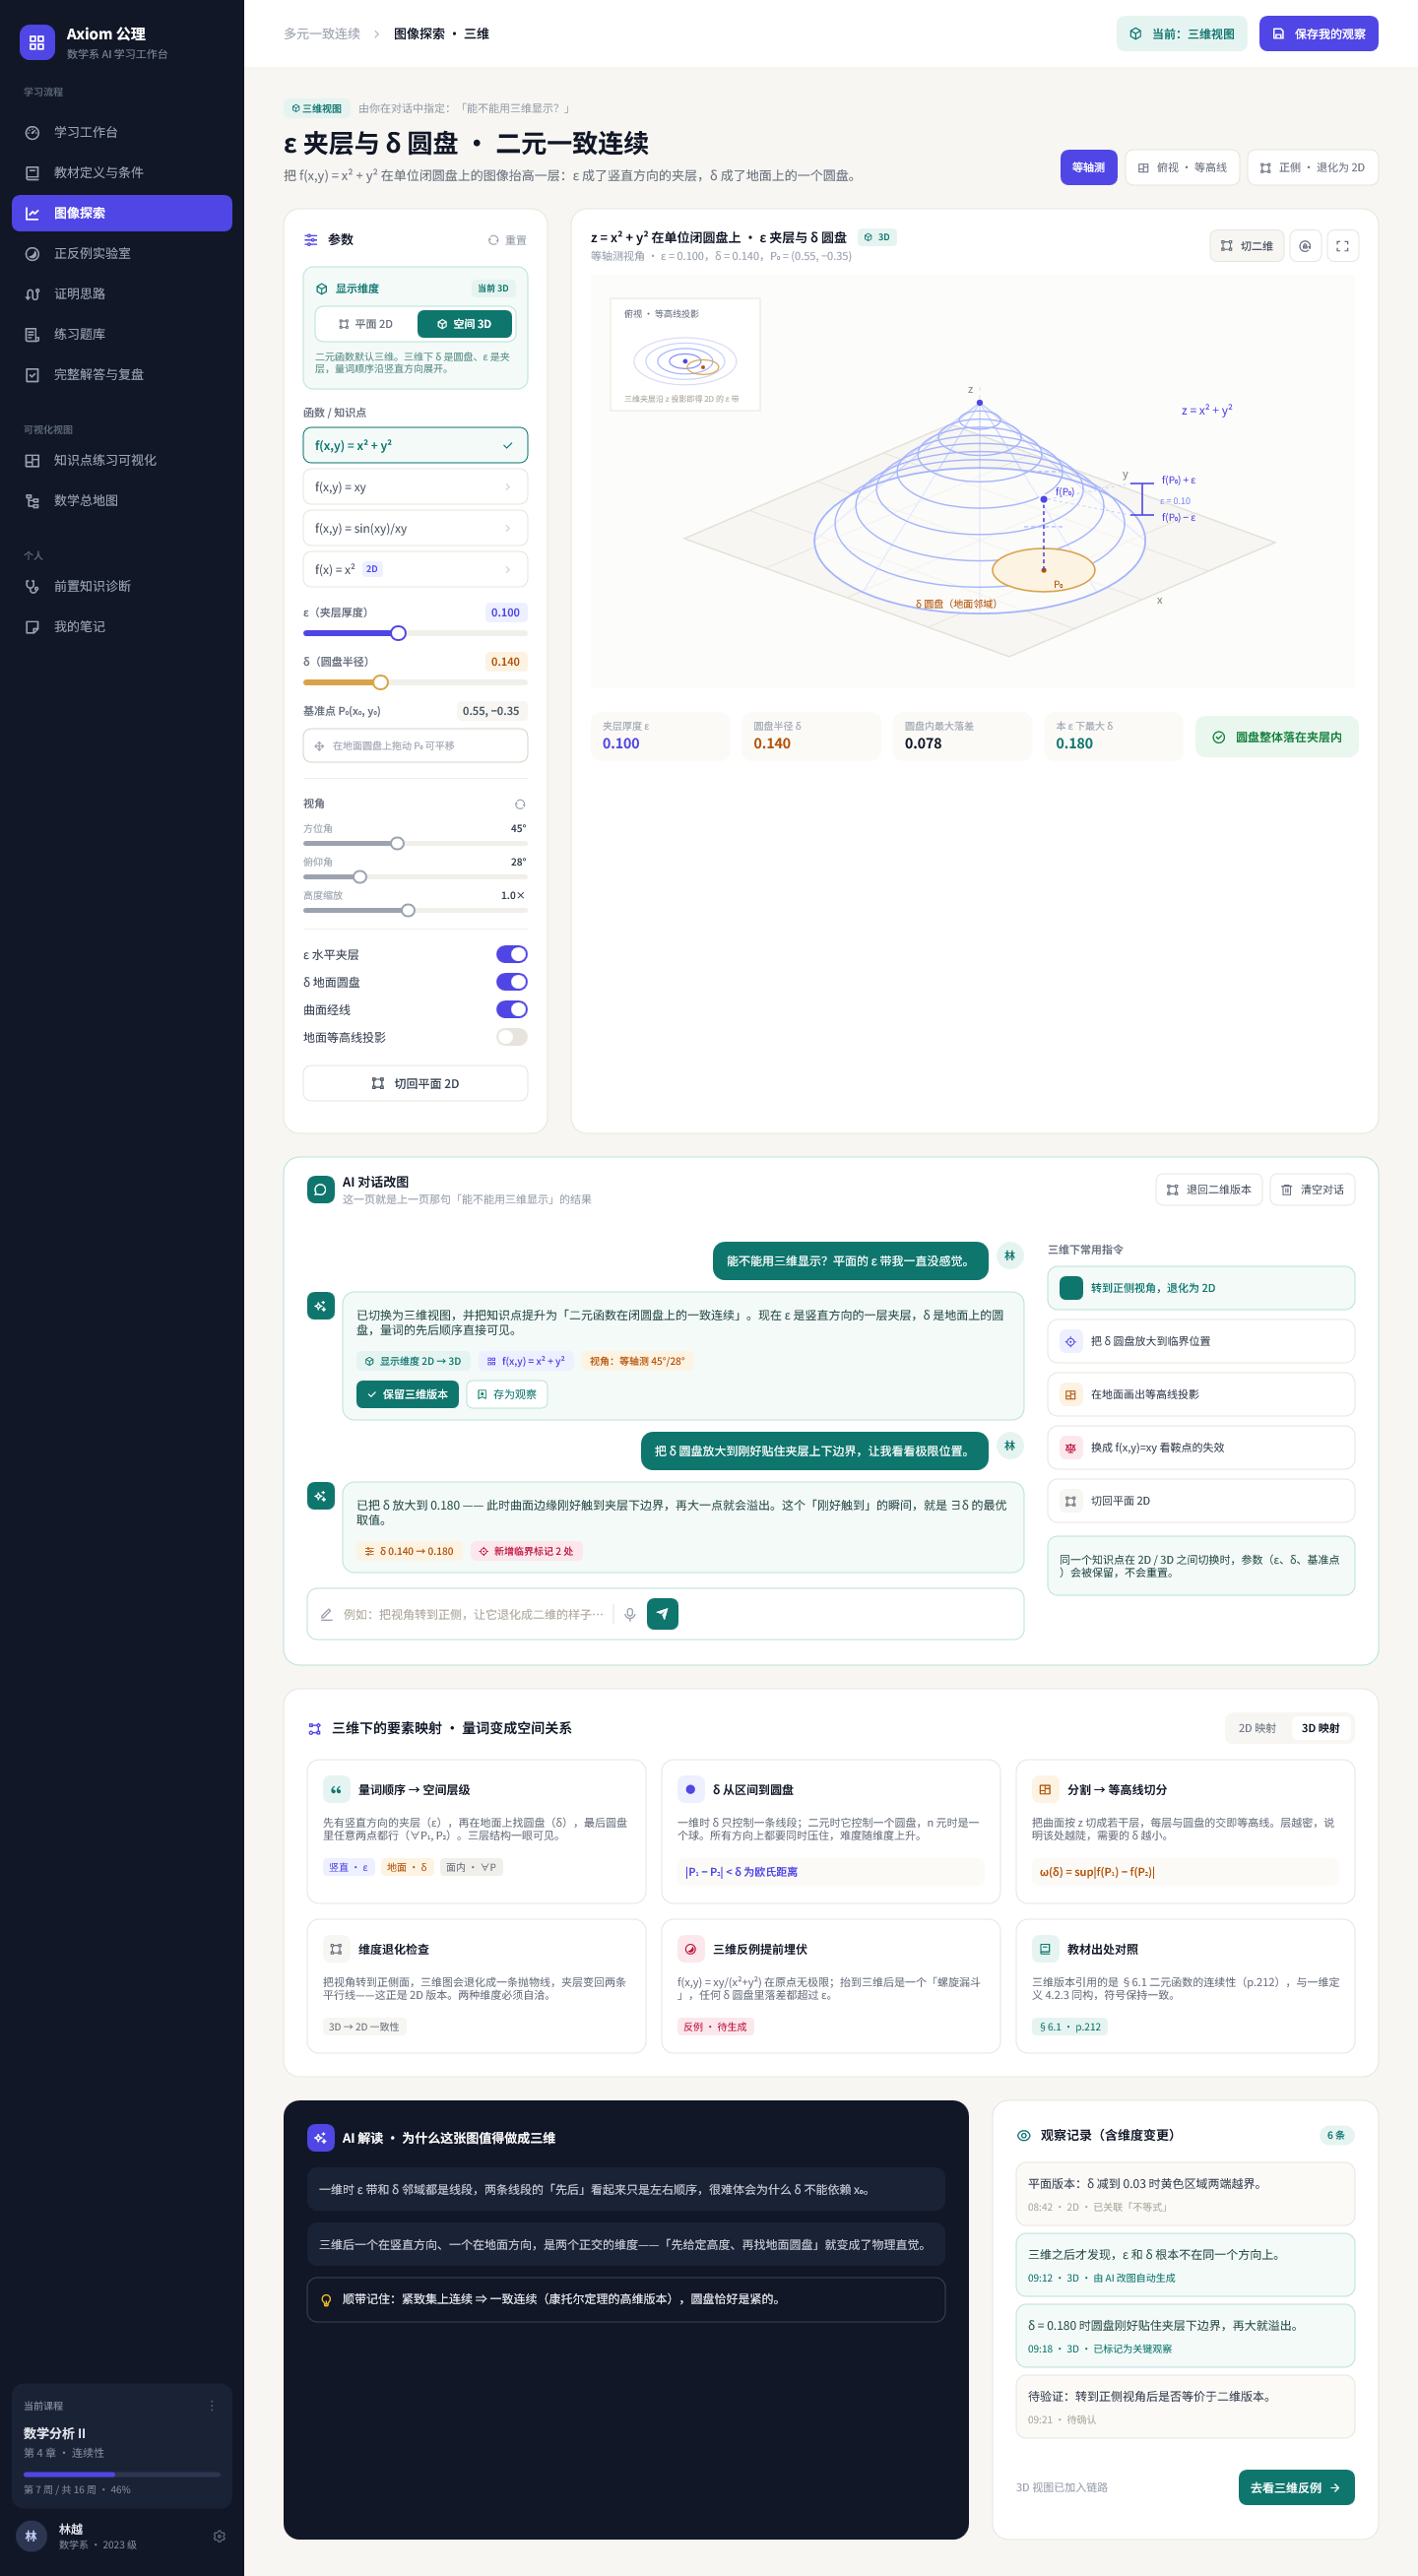 Axiom 公理
数学系 AI 学习工作台
学习流程
学习工作台
教材定义与条件
图像探索
正反例实验室
证明思路
练习题库
完整解答与复盘
可视化视图
知识点练习可视化
数学总地图
个人
前置知识诊断
我的笔记
当前课程
数学分析 II
第 4 章 · 连续性
第 7 周 / 共 16 周 · 46%
林
林越
数学系 · 2023 级
多元一致连续
图像探索 · 三维
当前：三维视图
保存我的观察
三维视图
由你在对话中指定：「能不能用三维显示？」
ε 夹层与 δ 圆盘 · 二元一致连续
把 f(x,y) = x² + y² 在单位闭圆盘上的图像抬高一层：ε 成了竖直方向的夹层，δ 成了地面上的一个圆盘。
等轴测
俯视 · 等高线
正侧 · 退化为 2D
参数
重置
显示维度
当前 3D
平面 2D
空间 3D
二元函数默认三维。三维下 δ 是圆盘、ε 是夹
层，量词顺序沿竖直方向展开。
函数 / 知识点
f(x,y) = x² + y²
f(x,y) = xy
f(x,y) = sin(xy)/xy
f(x) = x²
2D
ε（夹层厚度）
0.100
δ（圆盘半径）
0.140
基准点 P₀(x₀, y₀)
0.55, −0.35
在地面圆盘上拖动 P₀ 可平移
视角
方位角
45°
俯仰角
28°
高度缩放
1.0×
ε 水平夹层
δ 地面圆盘
曲面经线
地面等高线投影
切回平面 2D
z = x² + y² 在单位闭圆盘上 · ε 夹层与 δ 圆盘
3D
等轴测视角 · ε = 0.100，δ = 0.140，P₀ = (0.55, −0.35)
切二维
俯视 · 等高线投影
三维夹层沿 z 投影即得 2D 的 ε 带
z
z = x² + y²
y
f(P₀)
f(P₀) + ε
ε = 0.10
f(P₀) − ε
P₀
δ 圆盘（地面邻域）
x
夹层厚度 ε
0.100
圆盘半径 δ
0.140
圆盘内最大落差
0.078
本 ε 下最大 δ
0.180
圆盘整体落在夹层内
AI 对话改图
这一页就是上一页那句「能不能用三维显示」的结果
退回二维版本
清空对话
能不能用三维显示？平面的 ε 带我一直没感觉。
林
已切换为三维视图，并把知识点提升为「二元函数在闭圆盘上的一致连续」。现在 ε 是竖直方向的一层夹层，δ 是地面上的圆
盘，量词的先后顺序直接可见。
显示维度 2D → 3D
f(x,y) = x² + y²
视角：等轴测 45°/28°
保留三维版本
存为观察
把 δ 圆盘放大到刚好贴住夹层上下边界，让我看看极限位置。
林
已把 δ 放大到 0.180 —— 此时曲面边缘刚好触到夹层下边界，再大一点就会溢出。这个「刚好触到」的瞬间，就是 ∃δ 的最优
取值。
δ 0.140 → 0.180
新增临界标记 2 处
例如：把视角转到正侧，让它退化成二维的样子…
三维下常用指令
转到正侧视角，退化为 2D
把 δ 圆盘放大到临界位置
在地面画出等高线投影
换成 f(x,y)=xy 看鞍点的失效
切回平面 2D
同一个知识点在 2D / 3D 之间切换时，参数（ε、δ、基准点
）会被保留，不会重置。
三维下的要素映射 · 量词变成空间关系
2D 映射
3D 映射
量词顺序 → 空间层级
先有竖直方向的夹层（ε），再在地面上找圆盘（δ），最后圆盘
里任意两点都行（∀P₁, P₂）。三层结构一眼可见。
竖直 · ε
地面 · δ
面内 · ∀P
δ 从区间到圆盘
一维时 δ 只控制一条线段；二元时它控制一个圆盘，n 元时是一
个球。所有方向上都要同时压住，难度随维度上升。
|P₁ − P₂| < δ 为欧氏距离
分割 → 等高线切分
把曲面按 z 切成若干层，每层与圆盘的交即等高线。层越密，说
明该处越陡，需要的 δ 越小。
ω(δ) = sup|f(P₁) − f(P₂)|
维度退化检查
把视角转到正侧面，三维图会退化成一条抛物线，夹层变回两条
平行线——这正是 2D 版本。两种维度必须自洽。
3D → 2D 一致性
三维反例提前埋伏
f(x,y) = xy/(x²+y²) 在原点无极限；抬到三维后是一个「螺旋漏斗
」，任何 δ 圆盘里落差都超过 ε。
反例 · 待生成
教材出处对照
三维版本引用的是 §6.1 二元函数的连续性（p.212），与一维定
义 4.2.3 同构，符号保持一致。
§6.1 · p.212
AI 解读 · 为什么这张图值得做成三维
一维时 ε 带和 δ 邻域都是线段，两条线段的「先后」看起来只是左右顺序，很难体会为什么 δ 不能依赖 x₀。
三维后一个在竖直方向、一个在地面方向，是两个正交的维度——「先给定高度、再找地面圆盘」就变成了物理直觉。
顺带记住：紧致集上连续 ⇒ 一致连续（康托尔定理的高维版本），圆盘恰好是紧的。
观察记录（含维度变更）
6 条
平面版本：δ 减到 0.03 时黄色区域两端越界。
08:42 · 2D · 已关联「不等式」
三维之后才发现，ε 和 δ 根本不在同一个方向上。
09:12 · 3D · 由 AI 改图自动生成
δ = 0.180 时圆盘刚好贴住夹层下边界，再大就溢出。
09:18 · 3D · 已标记为关键观察
待验证：转到正侧视角后是否等价于二维版本。
09:21 · 待确认
3D 视图已加入链路
去看三维反例